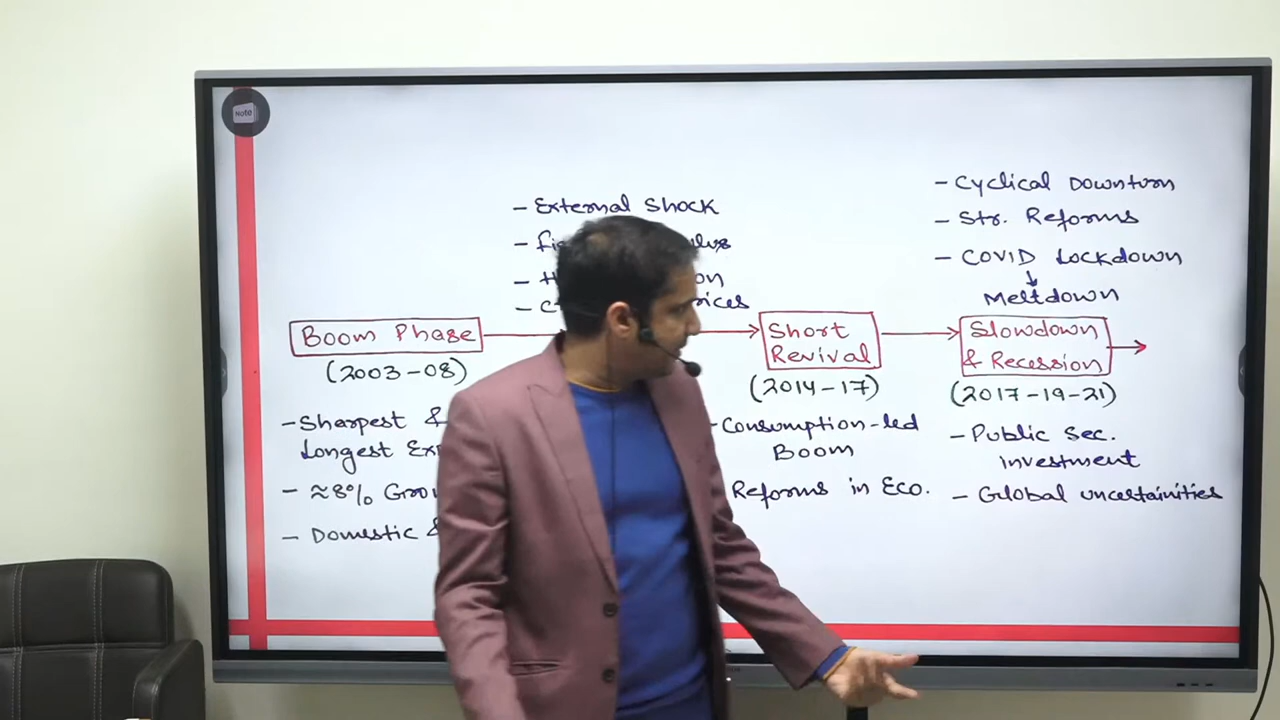 Note
- Cyclical Downturn
- Str. Reforms
- COVID Lockdown
↓
Meltdown
- External Shock
Boom Phase
(2003-08)
- Sharpest &
Longest
- ≈8%
- Domestic &
Short
Revival
(2014-17)
- Consumption-led
Boom
Reforms in Eco.
Slowdown
& Recession
(2017-19-21)
- Public Sec.
investment
- Global uncertainities